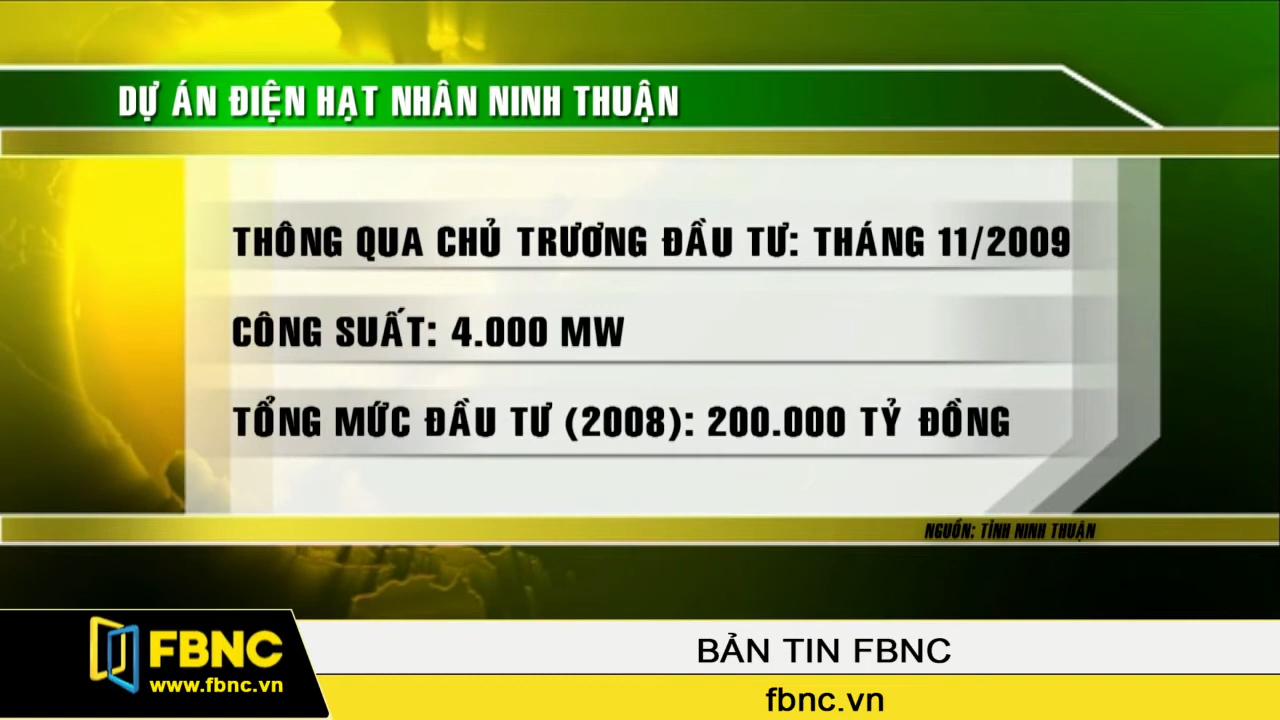 DỰ ÁN ĐIỆN HẠT NHÂN NINH THUẬN
THÔNG QUA CHỦ TRƯƠNG ĐẦU TƯ: THÁNG 11/2009
CÔNG SUẤT: 4.000 MW
TỔNG MỨC ĐẦU TƯ (2008): 200.000 TỶ ĐỒNG
NGUỒN: TỈNH NINH THUẬN
FBNC
www.fbnc.vn
BẢN TIN FBNC
fbnc.vn